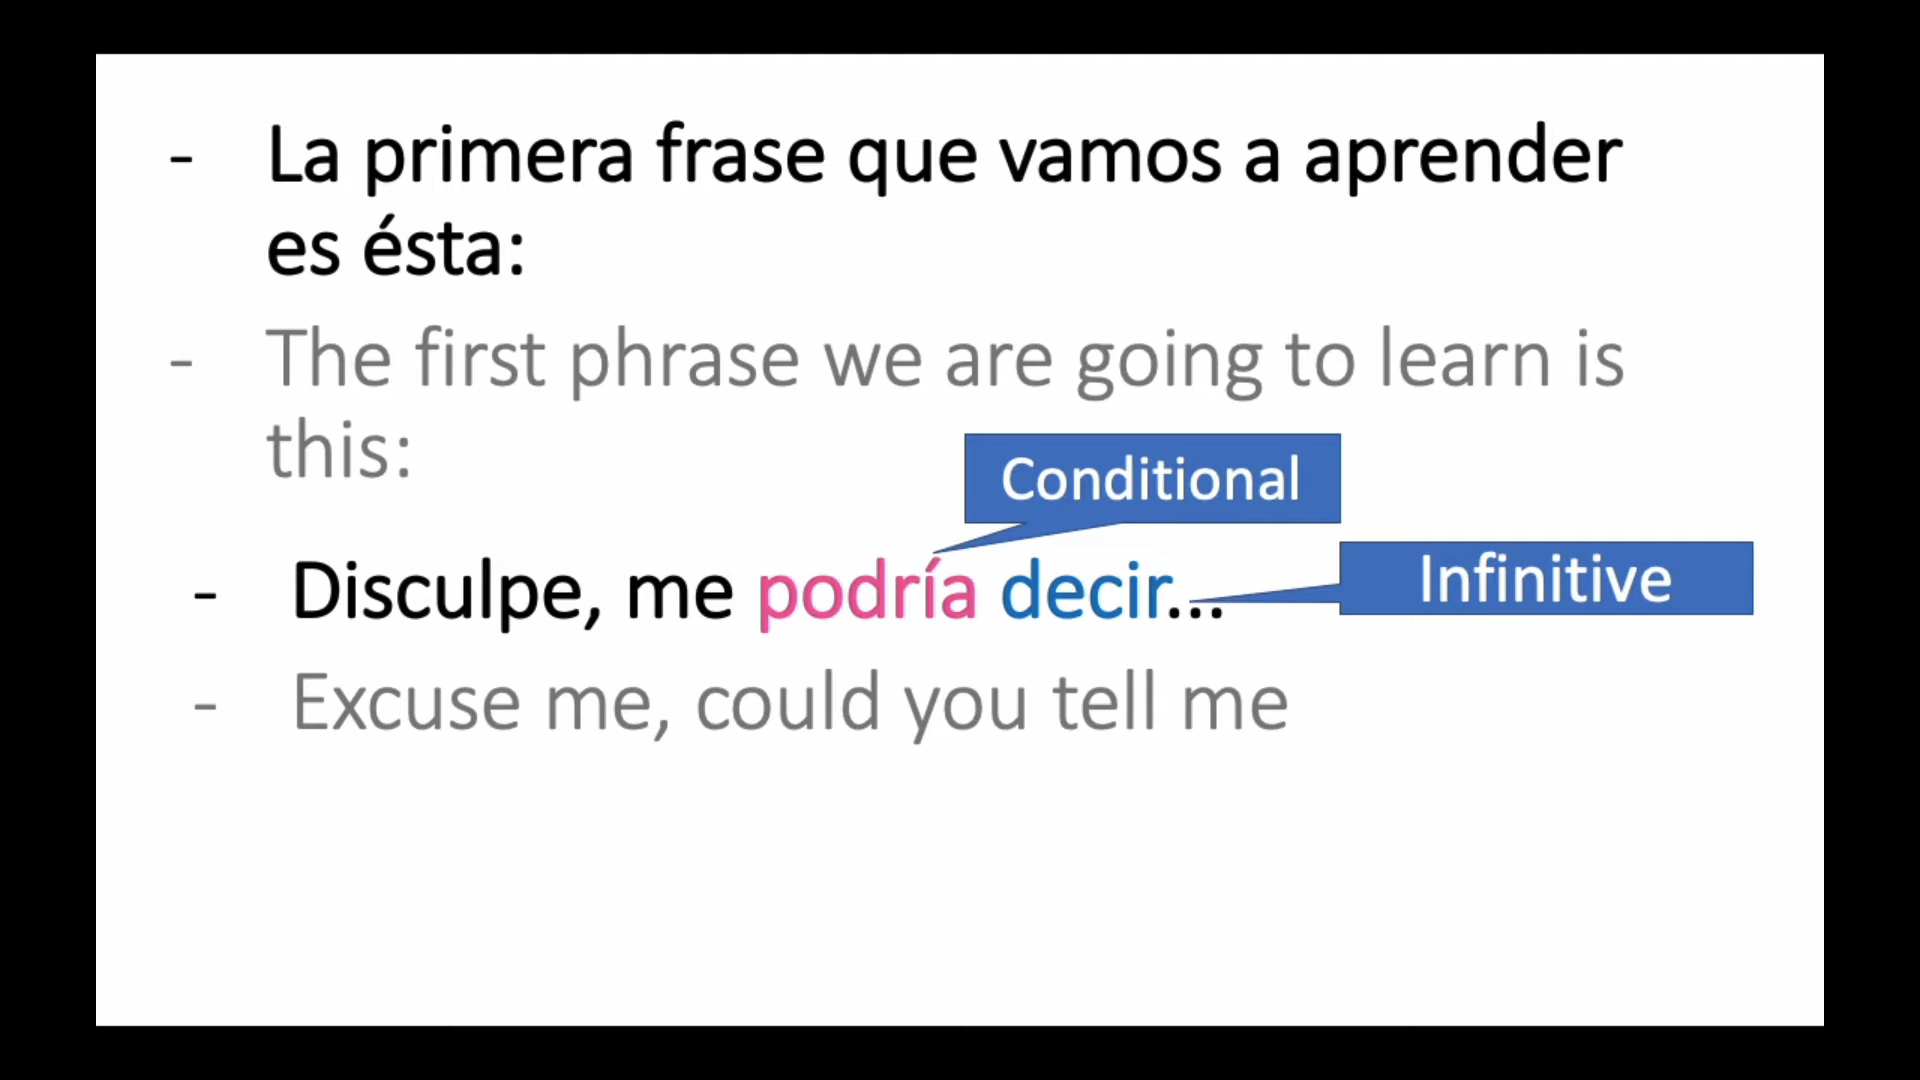 - La primera frase que vamos a aprender
es ésta:
- The first phrase we are going to learn is
this:
Conditional
- Disculpe, me podría decir...
Infinitive
- Excuse me, could you tell me